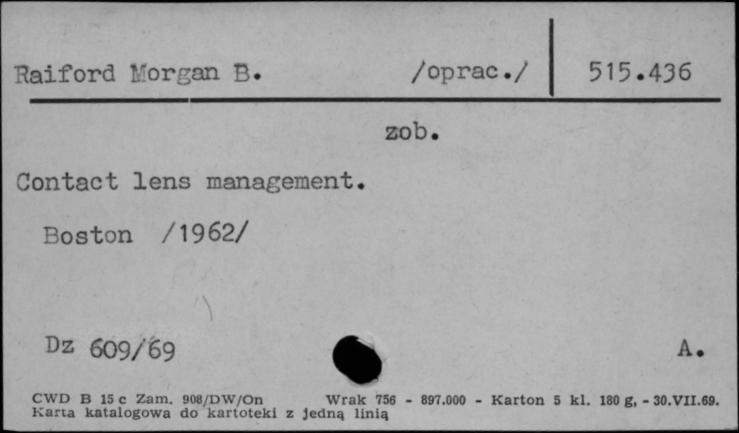 Raiford Morgan B. /oprac./ 515.436
zob.
Contact lens management.
Boston /1962/
Dz 609/69 A.
CWD B 15 c Zam. 908/DW/On Wrak 756 - 897.000 - Karton 5 kl. 180 g, - 30.VII.69.
Karta katalogowa do kartoteki z jedną linią